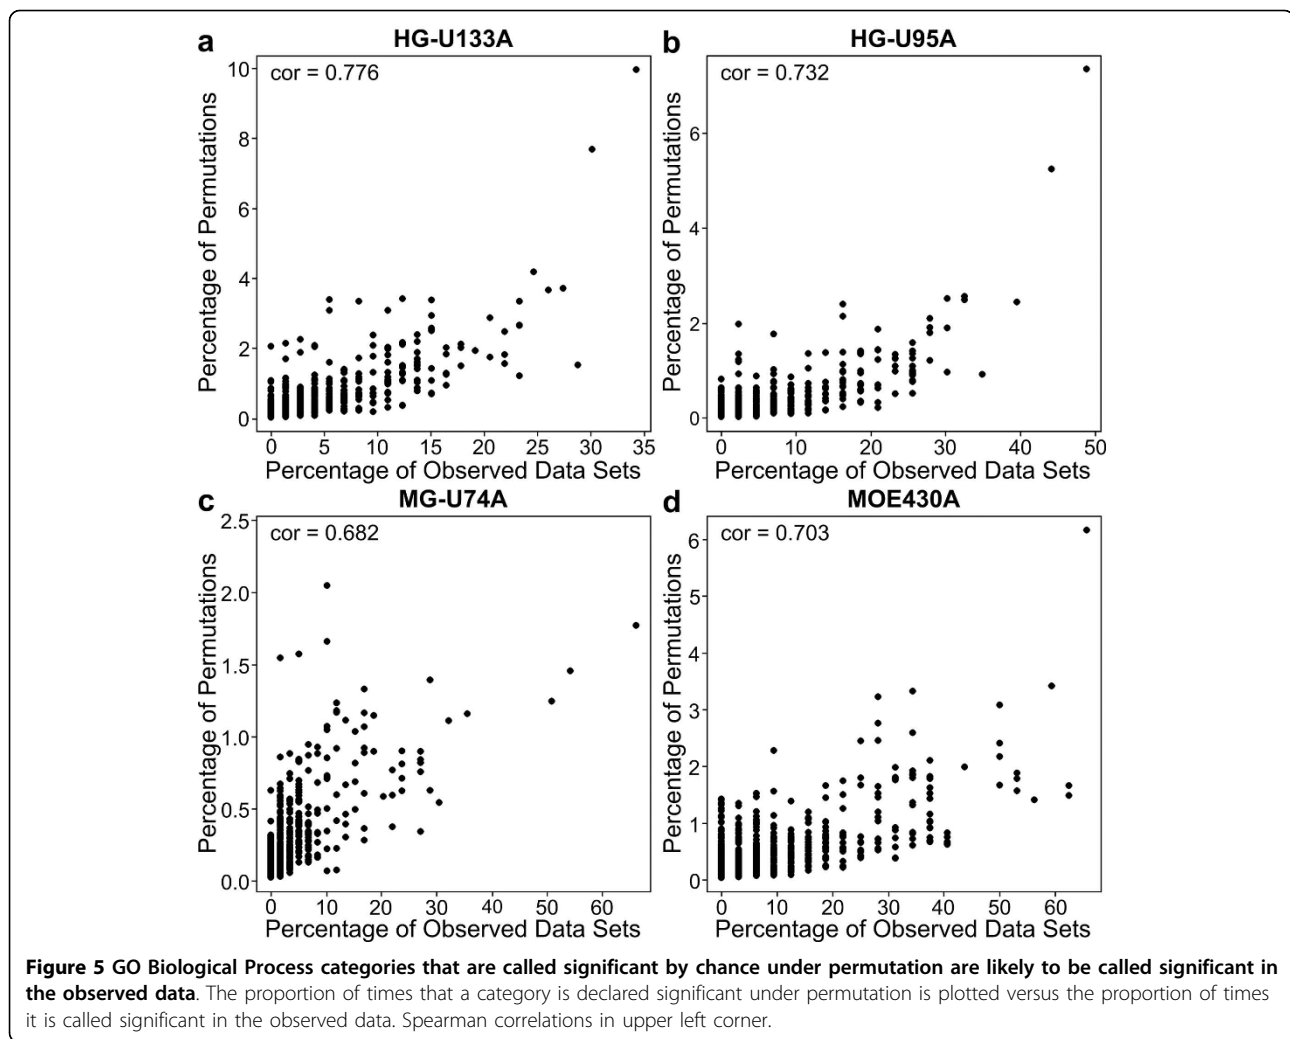 a HG-U133A
cor = 0.776
Percentage of Permutations
10
8
6
4
2
0
0 5 10 15 20 25 30 35
Percentage of Observed Data Sets
b HG-U95A
cor = 0.732
Percentage of Permutations
6
4
2
0
0 10 20 30 40 50
Percentage of Observed Data Sets
c MG-U74A
cor = 0.682
Percentage of Permutations
2.5
2.0
1.5
1.0
0.5
0.0
0 10 20 30 40 50 60
Percentage of Observed Data Sets
d MOE430A
cor = 0.703
Percentage of Permutations
6
5
4
3
2
1
0
0 10 20 30 40 50 60
Percentage of Observed Data Sets
Figure 5 GO Biological Process categories that are called significant by chance under permutation are likely to be called significant in
the observed data. The proportion of times that a category is declared significant under permutation is plotted versus the proportion of times
it is called significant in the observed data. Spearman correlations in upper left corner.